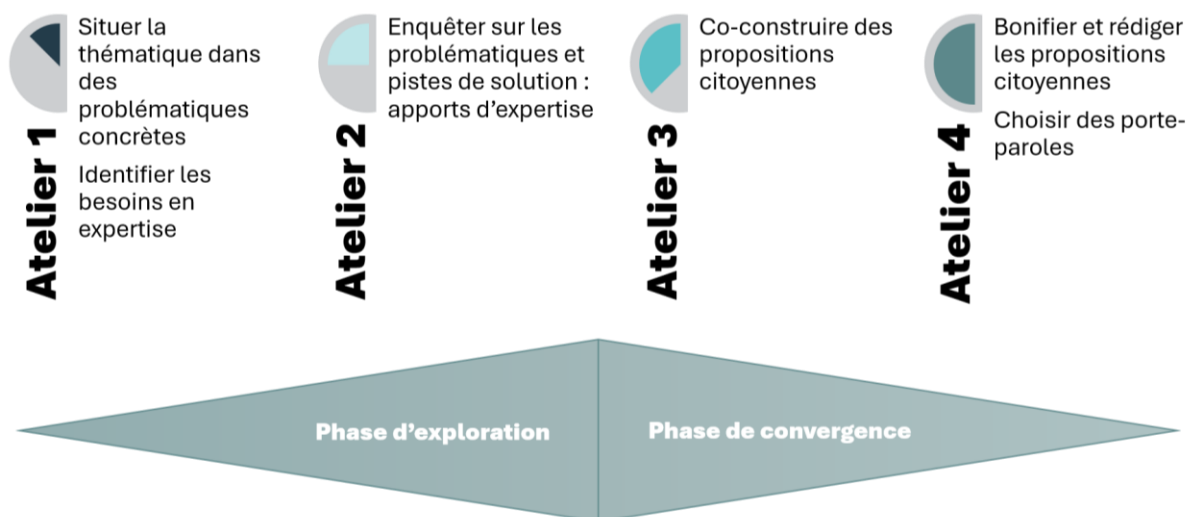 Atelier 1
Situer la
thématique dans
des
problématiques
concrètes
Identifier les
besoins en
expertise
Atelier 2
Enquêter sur les
problématiques et
pistes de solution :
apports d’expertise
Atelier 3
Co-construire des
propositions
citoyennes
Atelier 4
Bonifier et rédiger
les propositions
citoyennes
Choisir des porte-
paroles
Phase d’exploration
Phase de convergence